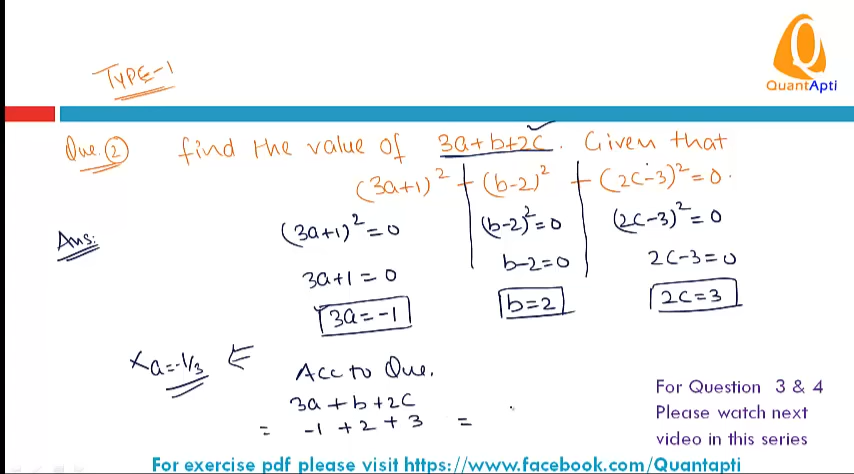 QuantApti
TYPE-1
Que. 2 find the value of 3a+b+2c. Given that
(3a+1)² + (b-2)² + (2c-3)² = 0.
Ans:
(3a+1)² = 0 (b-2)² = 0 (2c-3)² = 0
3a+1 = 0 b-2 = 0 2c-3 = 0
3a = -1 b = 2 2c = 3
× a = -1/3 ⇐
Acc to Que.
3a + b + 2c
= -1 + 2 + 3 =
For Question 3 & 4
Please watch next
video in this series
For exercise pdf please visit https://www.facebook.com/Quantapti